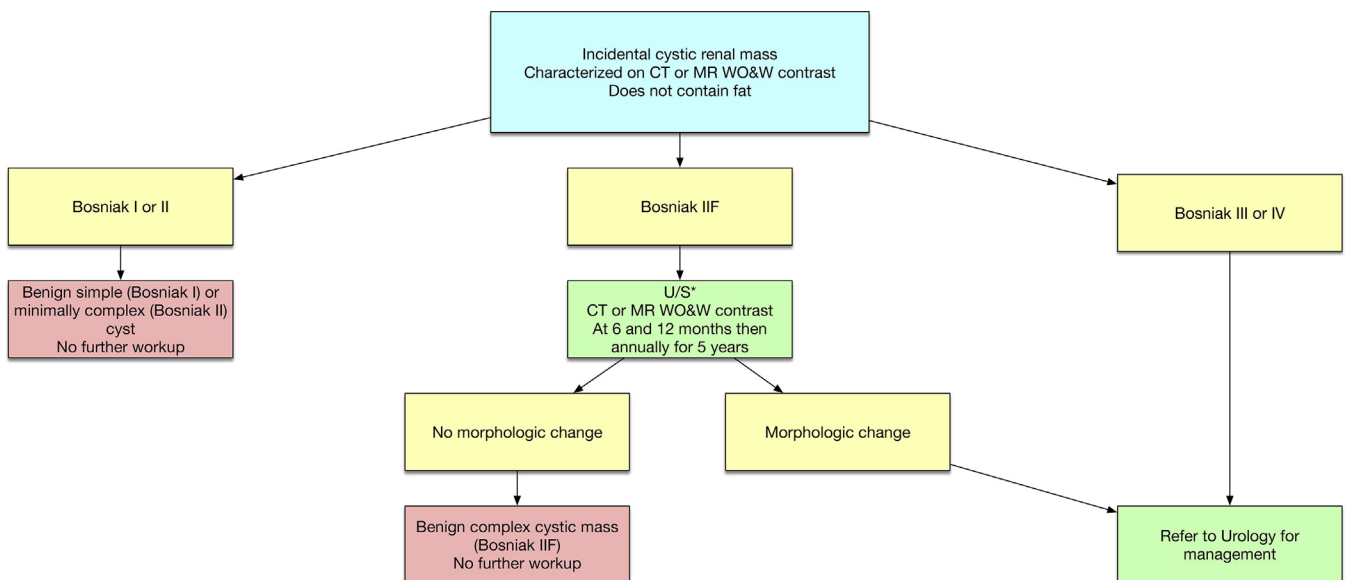 Incidental cystic renal mass
Characterized on CT or MR WO&W contrast
Does not contain fat
Bosniak I or II
Bosniak IIF
Bosniak III or IV
Benign simple (Bosniak I) or
minimally complex (Bosniak II)
cyst
No further workup
U/S*
CT or MR WO&W contrast
At 6 and 12 months then
annually for 5 years
No morphologic change
Morphologic change
Benign complex cystic mass
(Bosniak IIF)
No further workup
Refer to Urology for
management